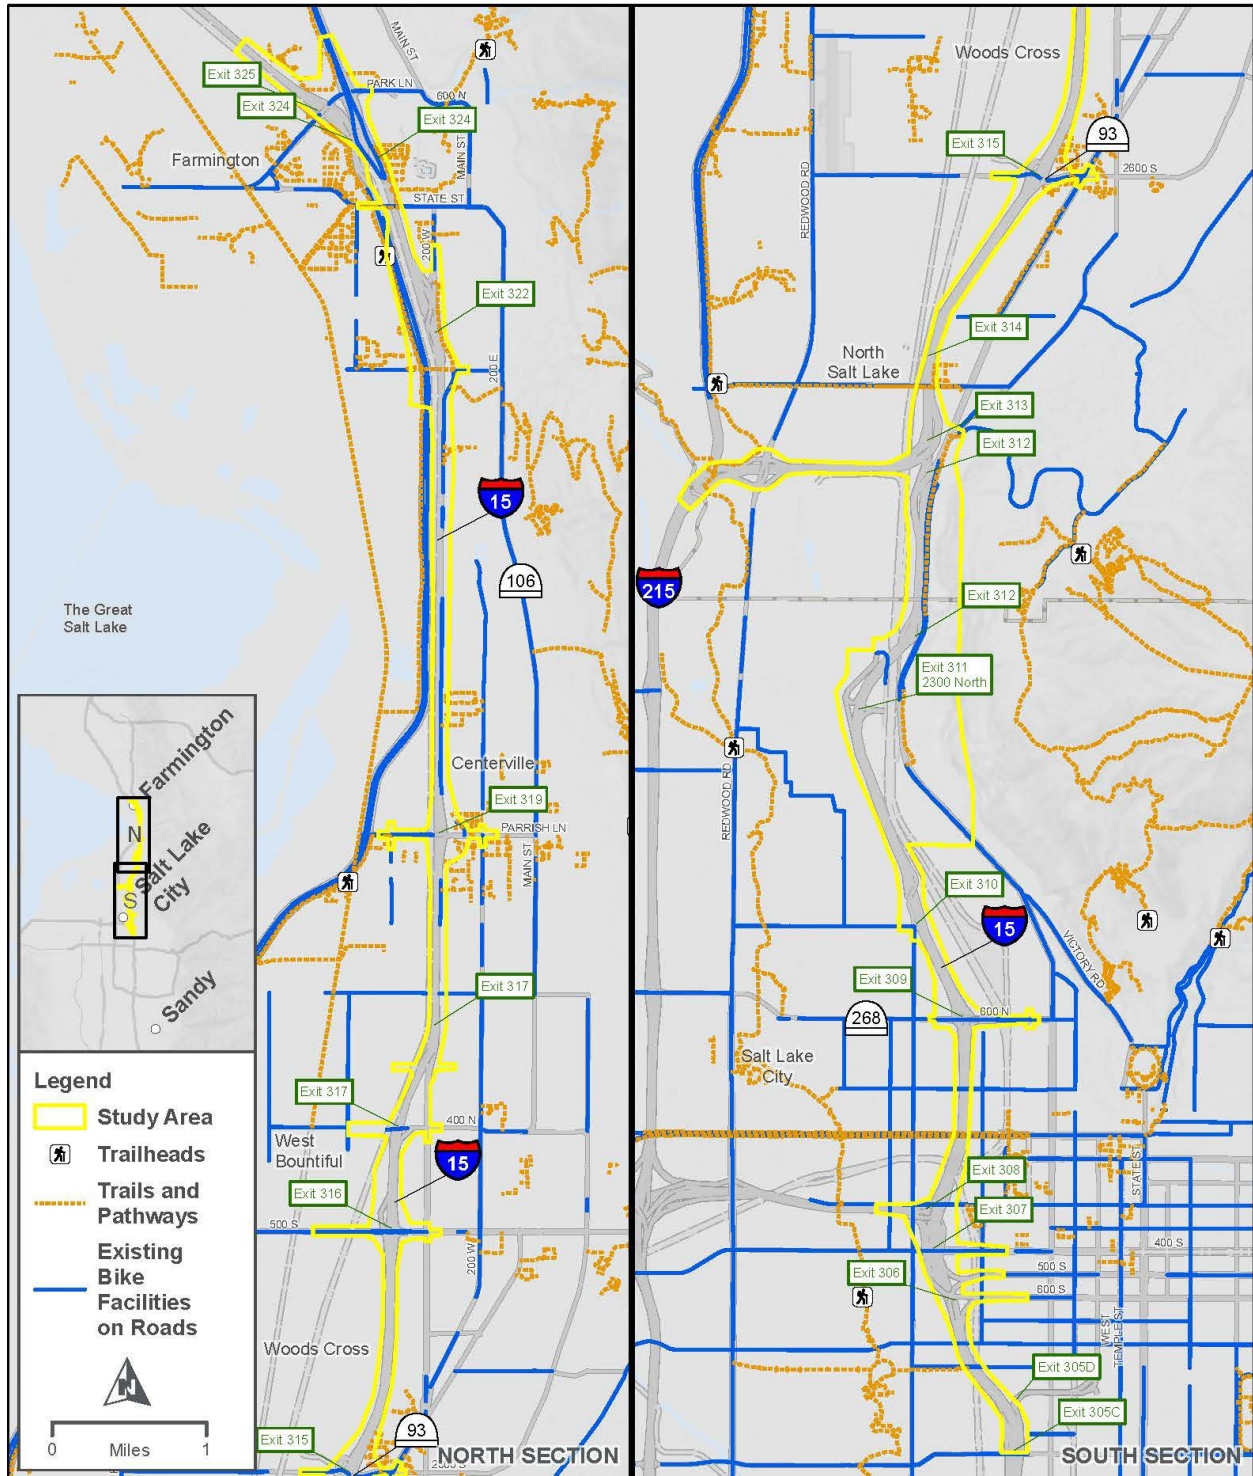 MAIN ST
Exit 325
PARK LN
Exit 324
600 N
Exit 324
Farmington
MAIN ST
STATE ST
200 W
Exit 322
200 E
15
106
The Great
Salt Lake
Centerville
Exit 319
PARRISH LN
MAIN ST
Exit 317
Exit 317
400 N
West
Bountiful
15
Exit 316
500 S
200 W
Woods Cross
93
Exit 315
2600 S
NORTH SECTION
Farmington
N
Salt Lake
City
S
Sandy
Legend
Study Area
Trailheads
Trails and
Pathways
Existing
Bike
Facilities
on Roads
N
0 Miles 1
Woods Cross
93
Exit 315
2600 S
REDWOOD RD
Exit 314
North
Salt Lake
Exit 313
Exit 312
215
Exit 312
Exit 311
2300 North
REDWOOD RD
Exit 310
15
VICTORY RD
Exit 309
600 N
268
Salt Lake
City
Exit 308
STATE ST
Exit 307
400 S
500 S
Exit 306
600 S
WEST
TEMPLE ST
Exit 305D
Exit 305C
SOUTH SECTION